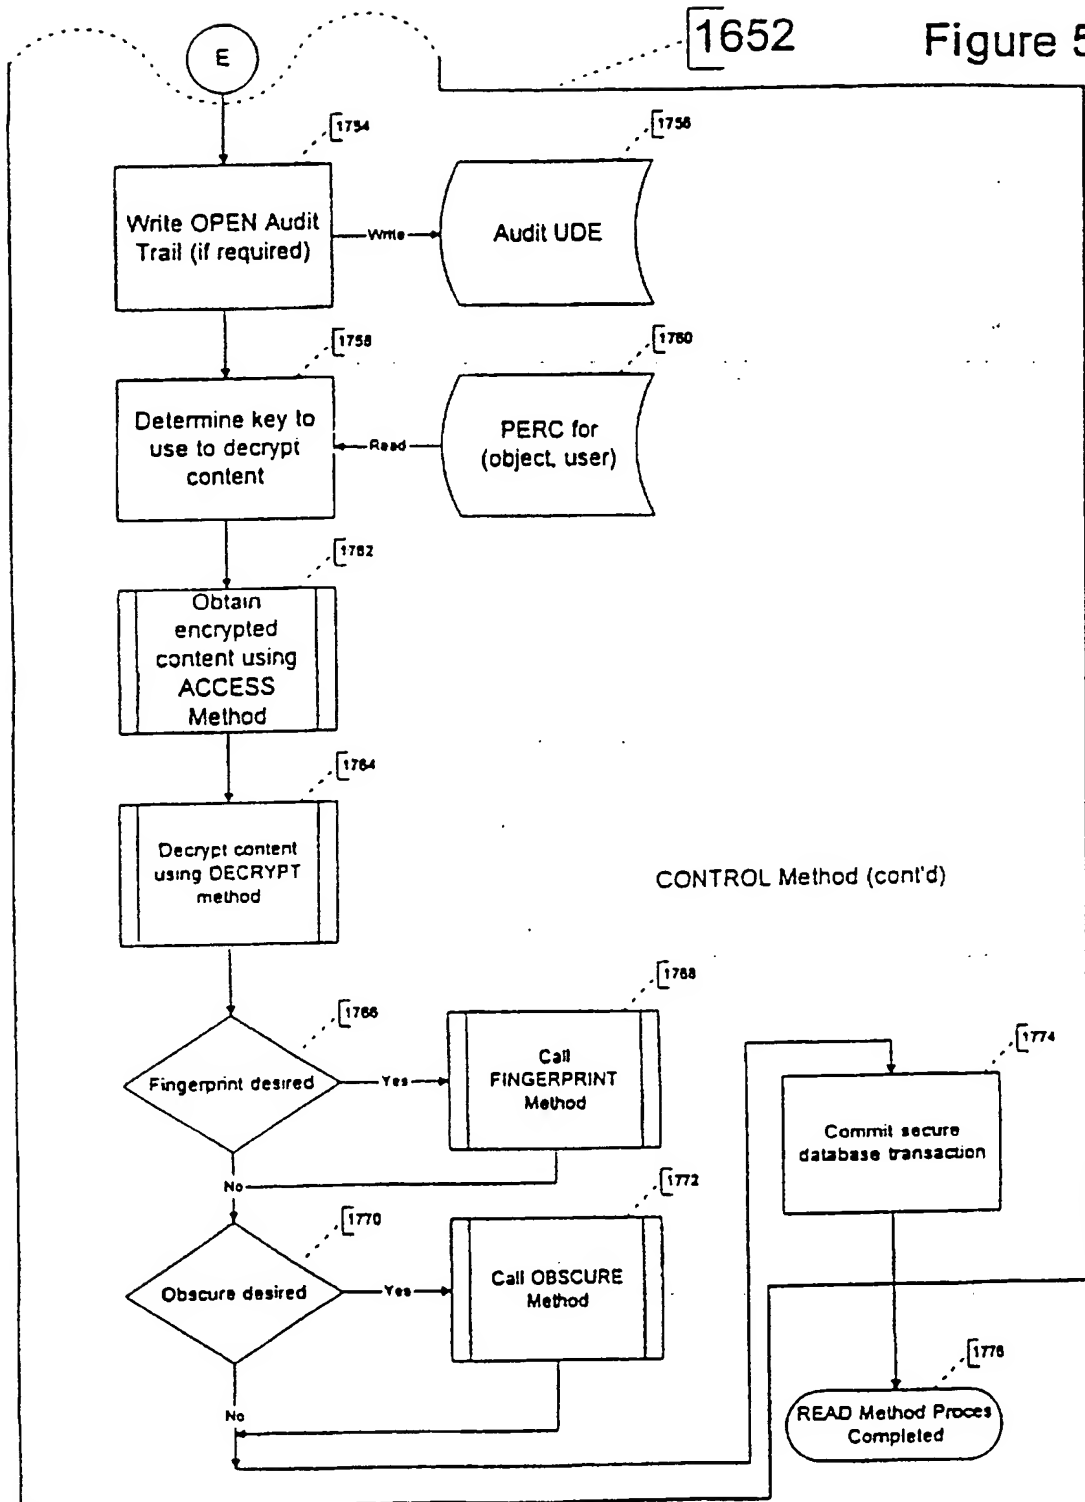 1652
Figure 5
E
1754
1756
Write OPEN Audit
Trail (if required)
Write
Audit UDE
1758
1760
Determine key to
use to decrypt
content
Read
PERC for
(object, user)
1762
Obtain
encrypted
content using
ACCESS
Method
1764
Decrypt content
using DECRYPT
method
CONTROL Method (cont'd)
1766
1768
Fingerprint desired
Yes
Call
FINGERPRINT
Method
1774
Commit secure
database transaction
No
1770
1772
Obscure desired
Yes
Call OBSCURE
Method
1776
READ Method Proces
Completed
No